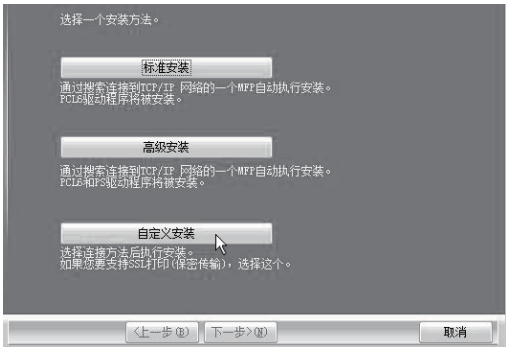 选择一个安装方法。
标准安装
通过搜索连接到TCP/IP 网络的一个MFP自动执行安装。
PCL6驱动程序将被安装。
高级安装
通过搜索连接到TCP/IP 网络的一个MFP自动执行安装。
PCL6和PS驱动程序将被安装。
自定义安装
选择连接方法后执行安装。
如果您要支持SSL打印(保密传输),选择这个。
<上一步(B) 下一步>(N) 取消